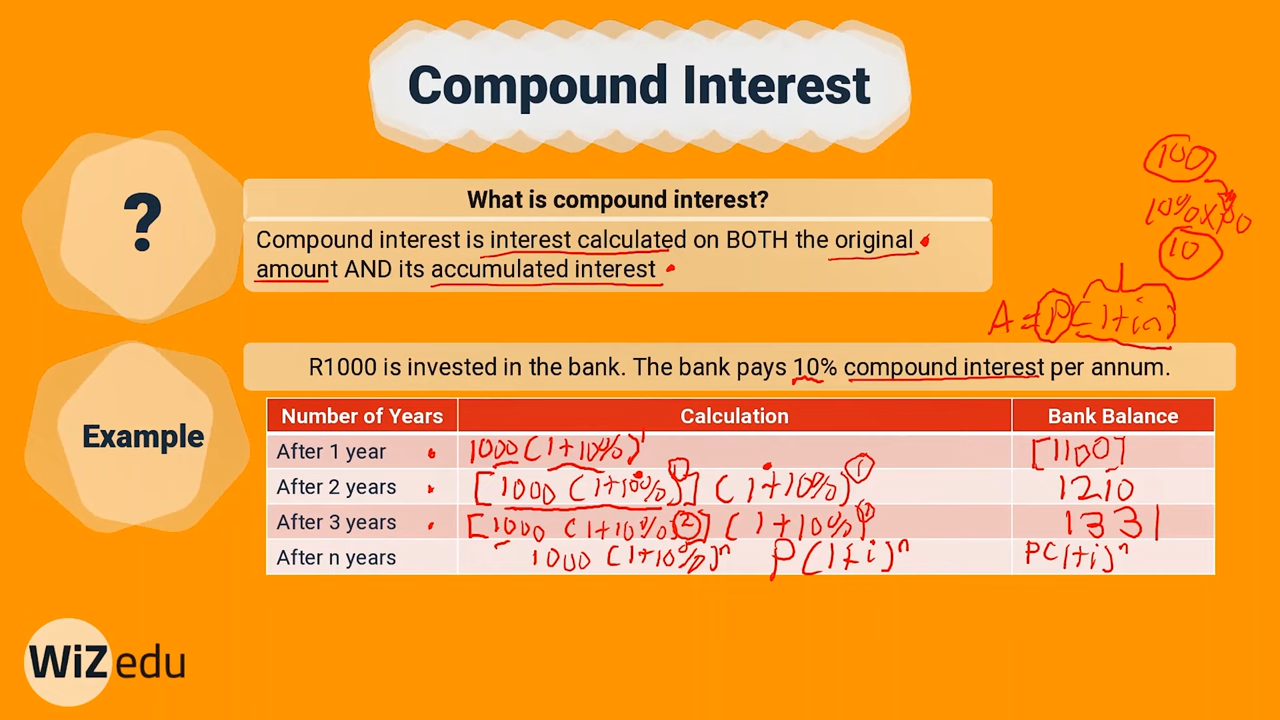 Compound Interest
?
What is compound interest?
Compound interest is interest calculated on BOTH the original
amount AND its accumulated interest
100
10%x
10
A = P(1+in)
Example
R1000 is invested in the bank. The bank pays 10% compound interest per annum.
Number of Years Calculation Bank Balance
After 1 year 1000 (1+10%)¹ [1100]
After 2 years [1000 (1+10%)¹] (1+10%)¹ 1210
After 3 years [1000 (1+10%)²] (1+10%) 1331
After n years 1000 (1+10%)ⁿ P(1+i)ⁿ P(1+i)ⁿ
WiZedu